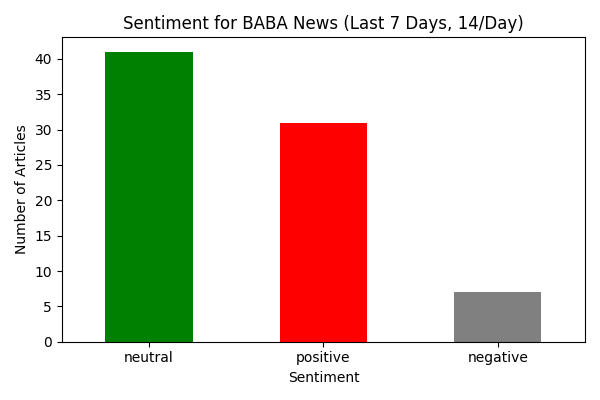 Sentiment for BABA News (Last 7 Days, 14/Day)
Number of Articles
40
35
30
25
20
15
10
5
0
neutral positive negative
Sentiment